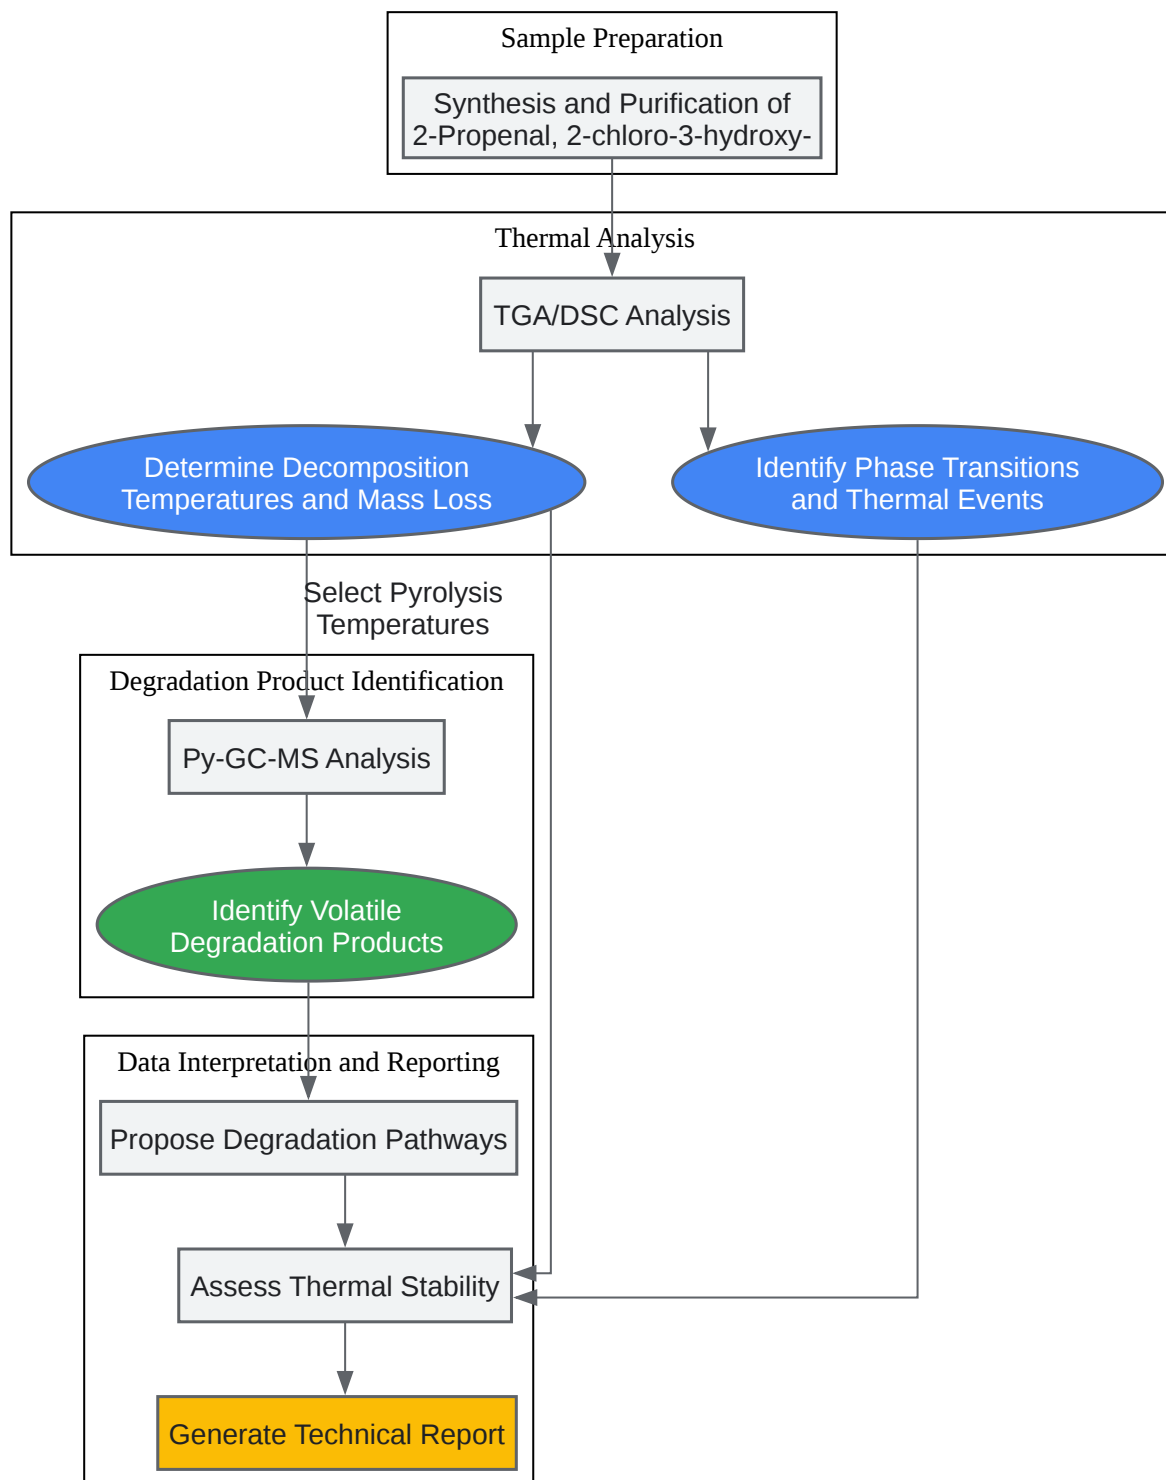 Sample Preparation
Synthesis and Purification of
2-Propenal, 2-chloro-3-hydroxy-
Thermal Analysis
TGA/DSC Analysis
Determine Decomposition
Temperatures and Mass Loss
Identify Phase Transitions
and Thermal Events
Select Pyrolysis
Temperatures
Degradation Product Identification
Py-GC-MS Analysis
Identify Volatile
Degradation Products
Data Interpretation and Reporting
Propose Degradation Pathways
Assess Thermal Stability
Generate Technical Report